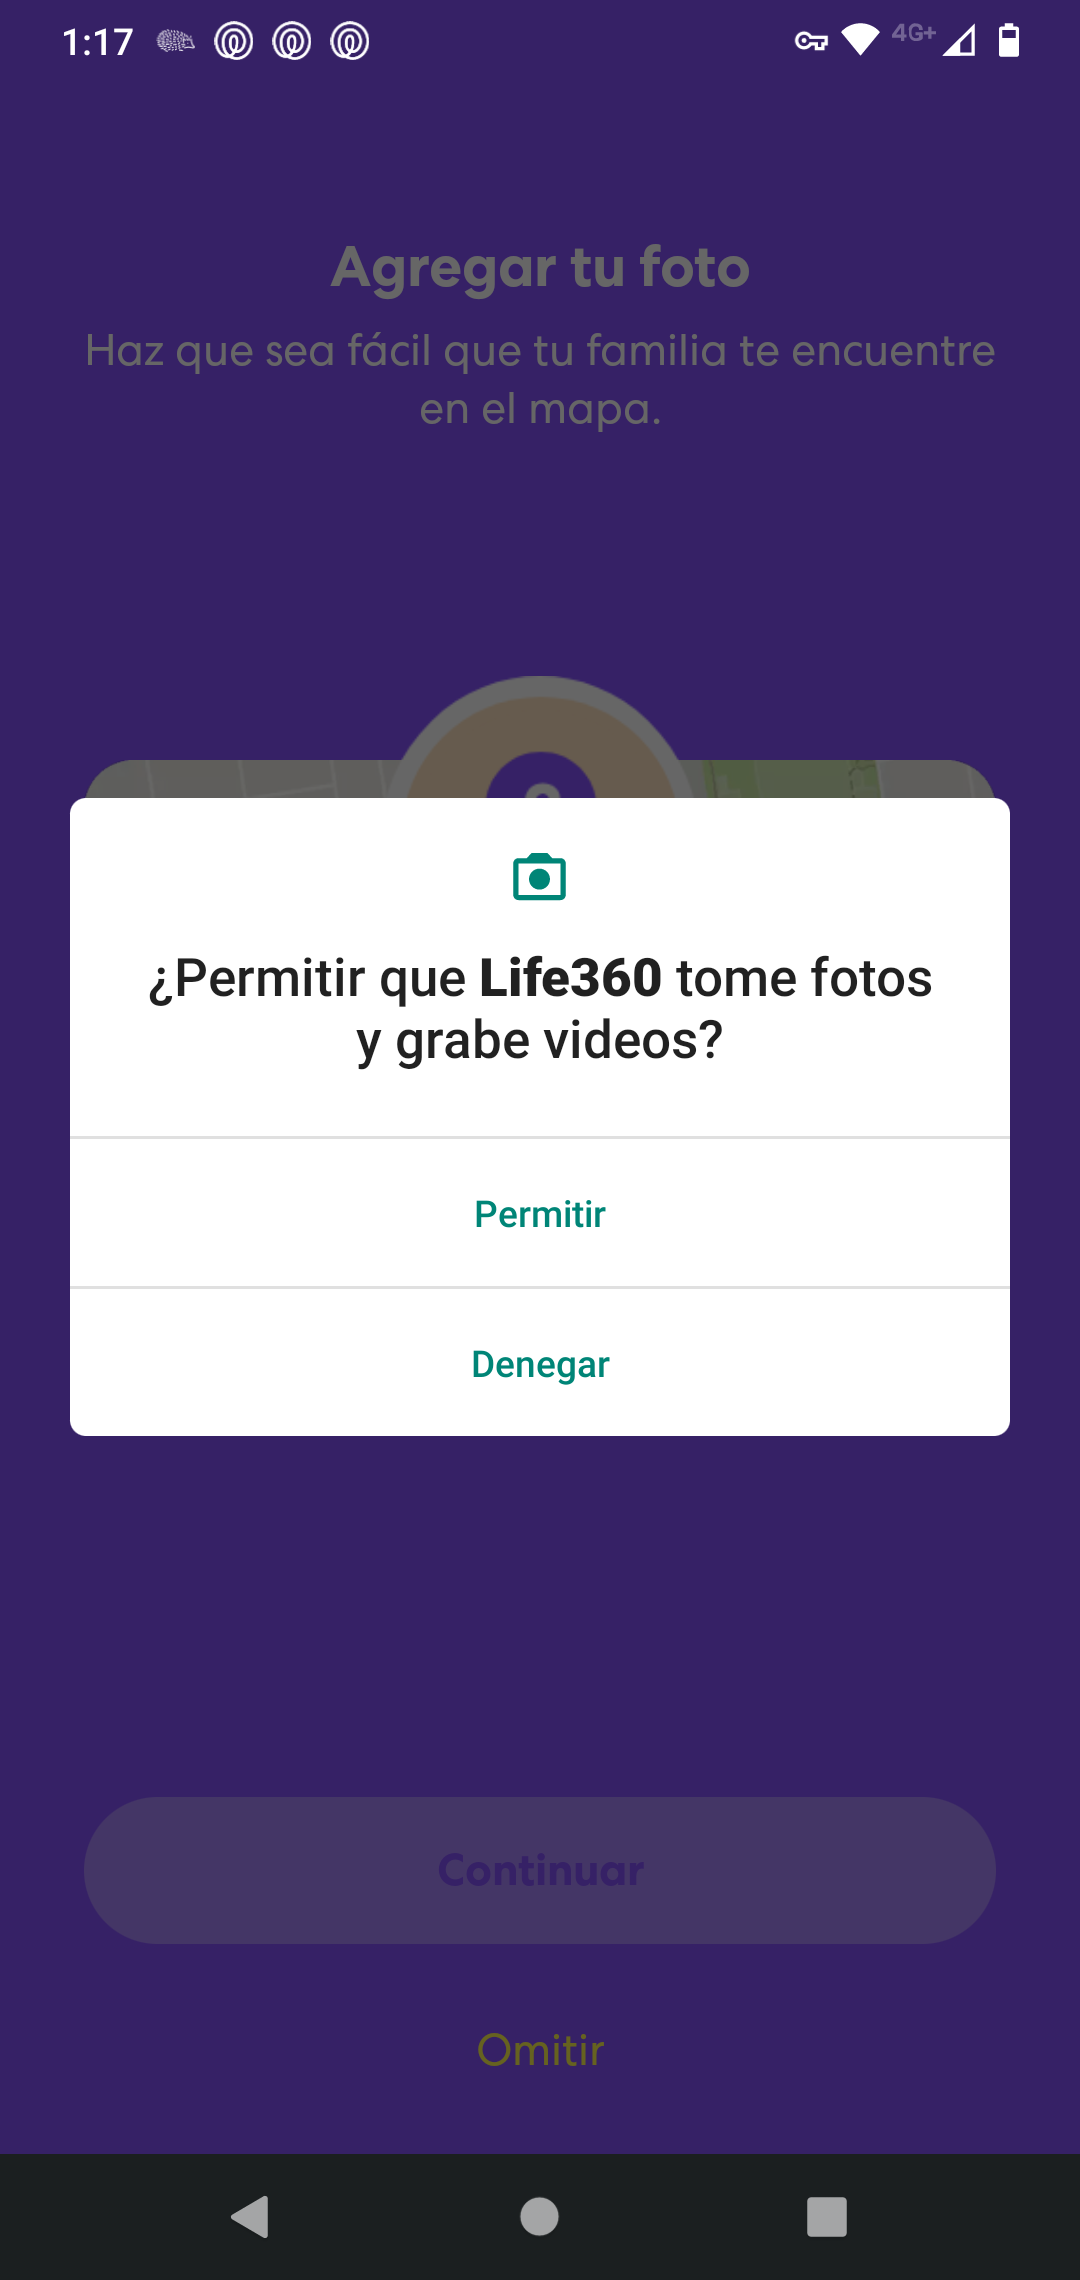 1:17
4G+
Agregar tu foto
Haz que sea fácil que tu familia te encuentre
en el mapa.
¿Permitir que Life360 tome fotos
y grabe videos?
Permitir
Denegar
Continuar
Omitir